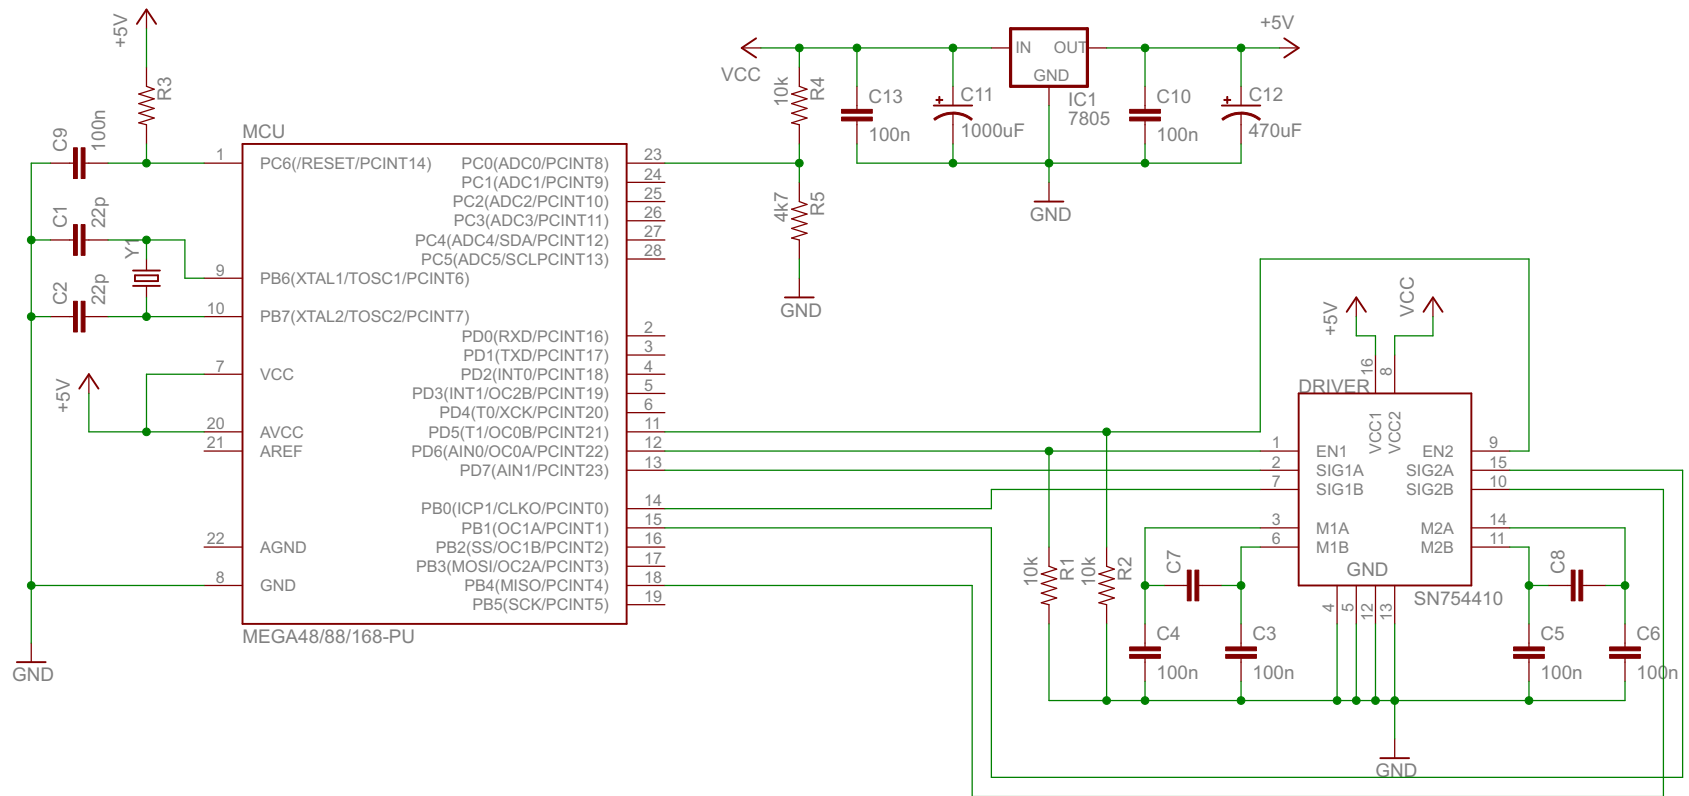 +5V
R3
C9
100n
C1
22p
Y1
C2
22p
+5V
GND
MCU
1
PC6(/RESET/PCINT14)
9
PB6(XTAL1/TOSC1/PCINT6)
10
PB7(XTAL2/TOSC2/PCINT7)
7
VCC
20
AVCC
21
AREF
22
AGND
8
GND
PC0(ADC0/PCINT8)
23
PC1(ADC1/PCINT9)
24
PC2(ADC2/PCINT10)
25
PC3(ADC3/PCINT11)
26
PC4(ADC4/SDA/PCINT12)
27
PC5(ADC5/SCLPCINT13)
28
PD0(RXD/PCINT16)
2
PD1(TXD/PCINT17)
3
PD2(INT0/PCINT18)
4
PD3(INT1/OC2B/PCINT19)
5
PD4(T0/XCK/PCINT20)
6
PD5(T1/OC0B/PCINT21)
11
PD6(AIN0/OC0A/PCINT22)
12
PD7(AIN1/PCINT23)
13
PB0(ICP1/CLKO/PCINT0)
14
PB1(OC1A/PCINT1)
15
PB2(SS/OC1B/PCINT2)
16
PB3(MOSI/OC2A/PCINT3)
17
PB4(MISO/PCINT4)
18
PB5(SCK/PCINT5)
19
MEGA48/88/168-PU
VCC
10k
R4
4k7
R5
GND
C13
100n
C11
1000uF
IN
OUT
GND
IC1
7805
C10
100n
+5V
C12
470uF
GND
+5V
VCC
16
8
DRIVER
VCC1
VCC2
1
EN1
2
SIG1A
7
SIG1B
3
M1A
6
M1B
EN2
9
SIG2A
15
SIG2B
10
M2A
14
M2B
11
GND
SN754410
4
5
12
13
10k
R1
10k
R2
C7
C4
100n
C3
100n
C8
C5
100n
C6
100n
GND